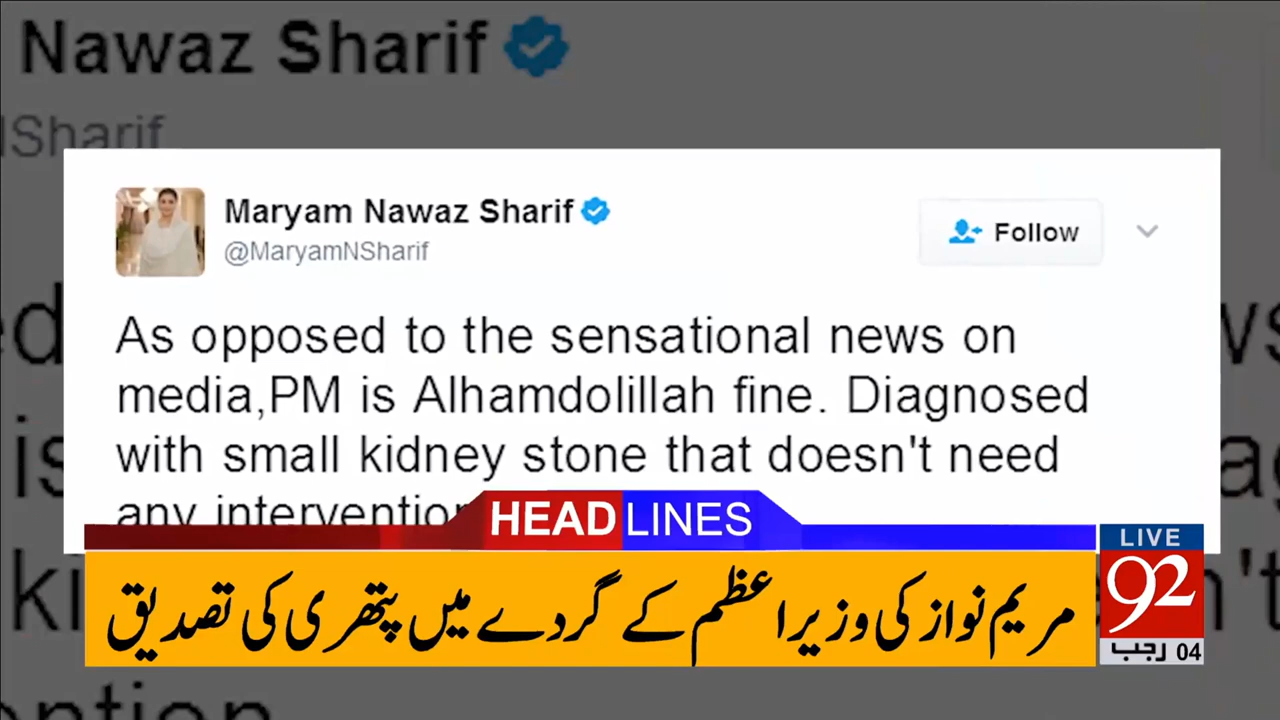 Nawaz Sharif
NSharif
Maryam Nawaz Sharif
@MaryamNSharif
Follow
As opposed to the sensational news on
media,PM is Alhamdolillah fine. Diagnosed
with small kidney stone that doesn't need
any intervention
HEADLINES
LIVE
92
مریم نواز کی وزیراعظم کے گردے میں پتھری کی تصدیق
04 رجب